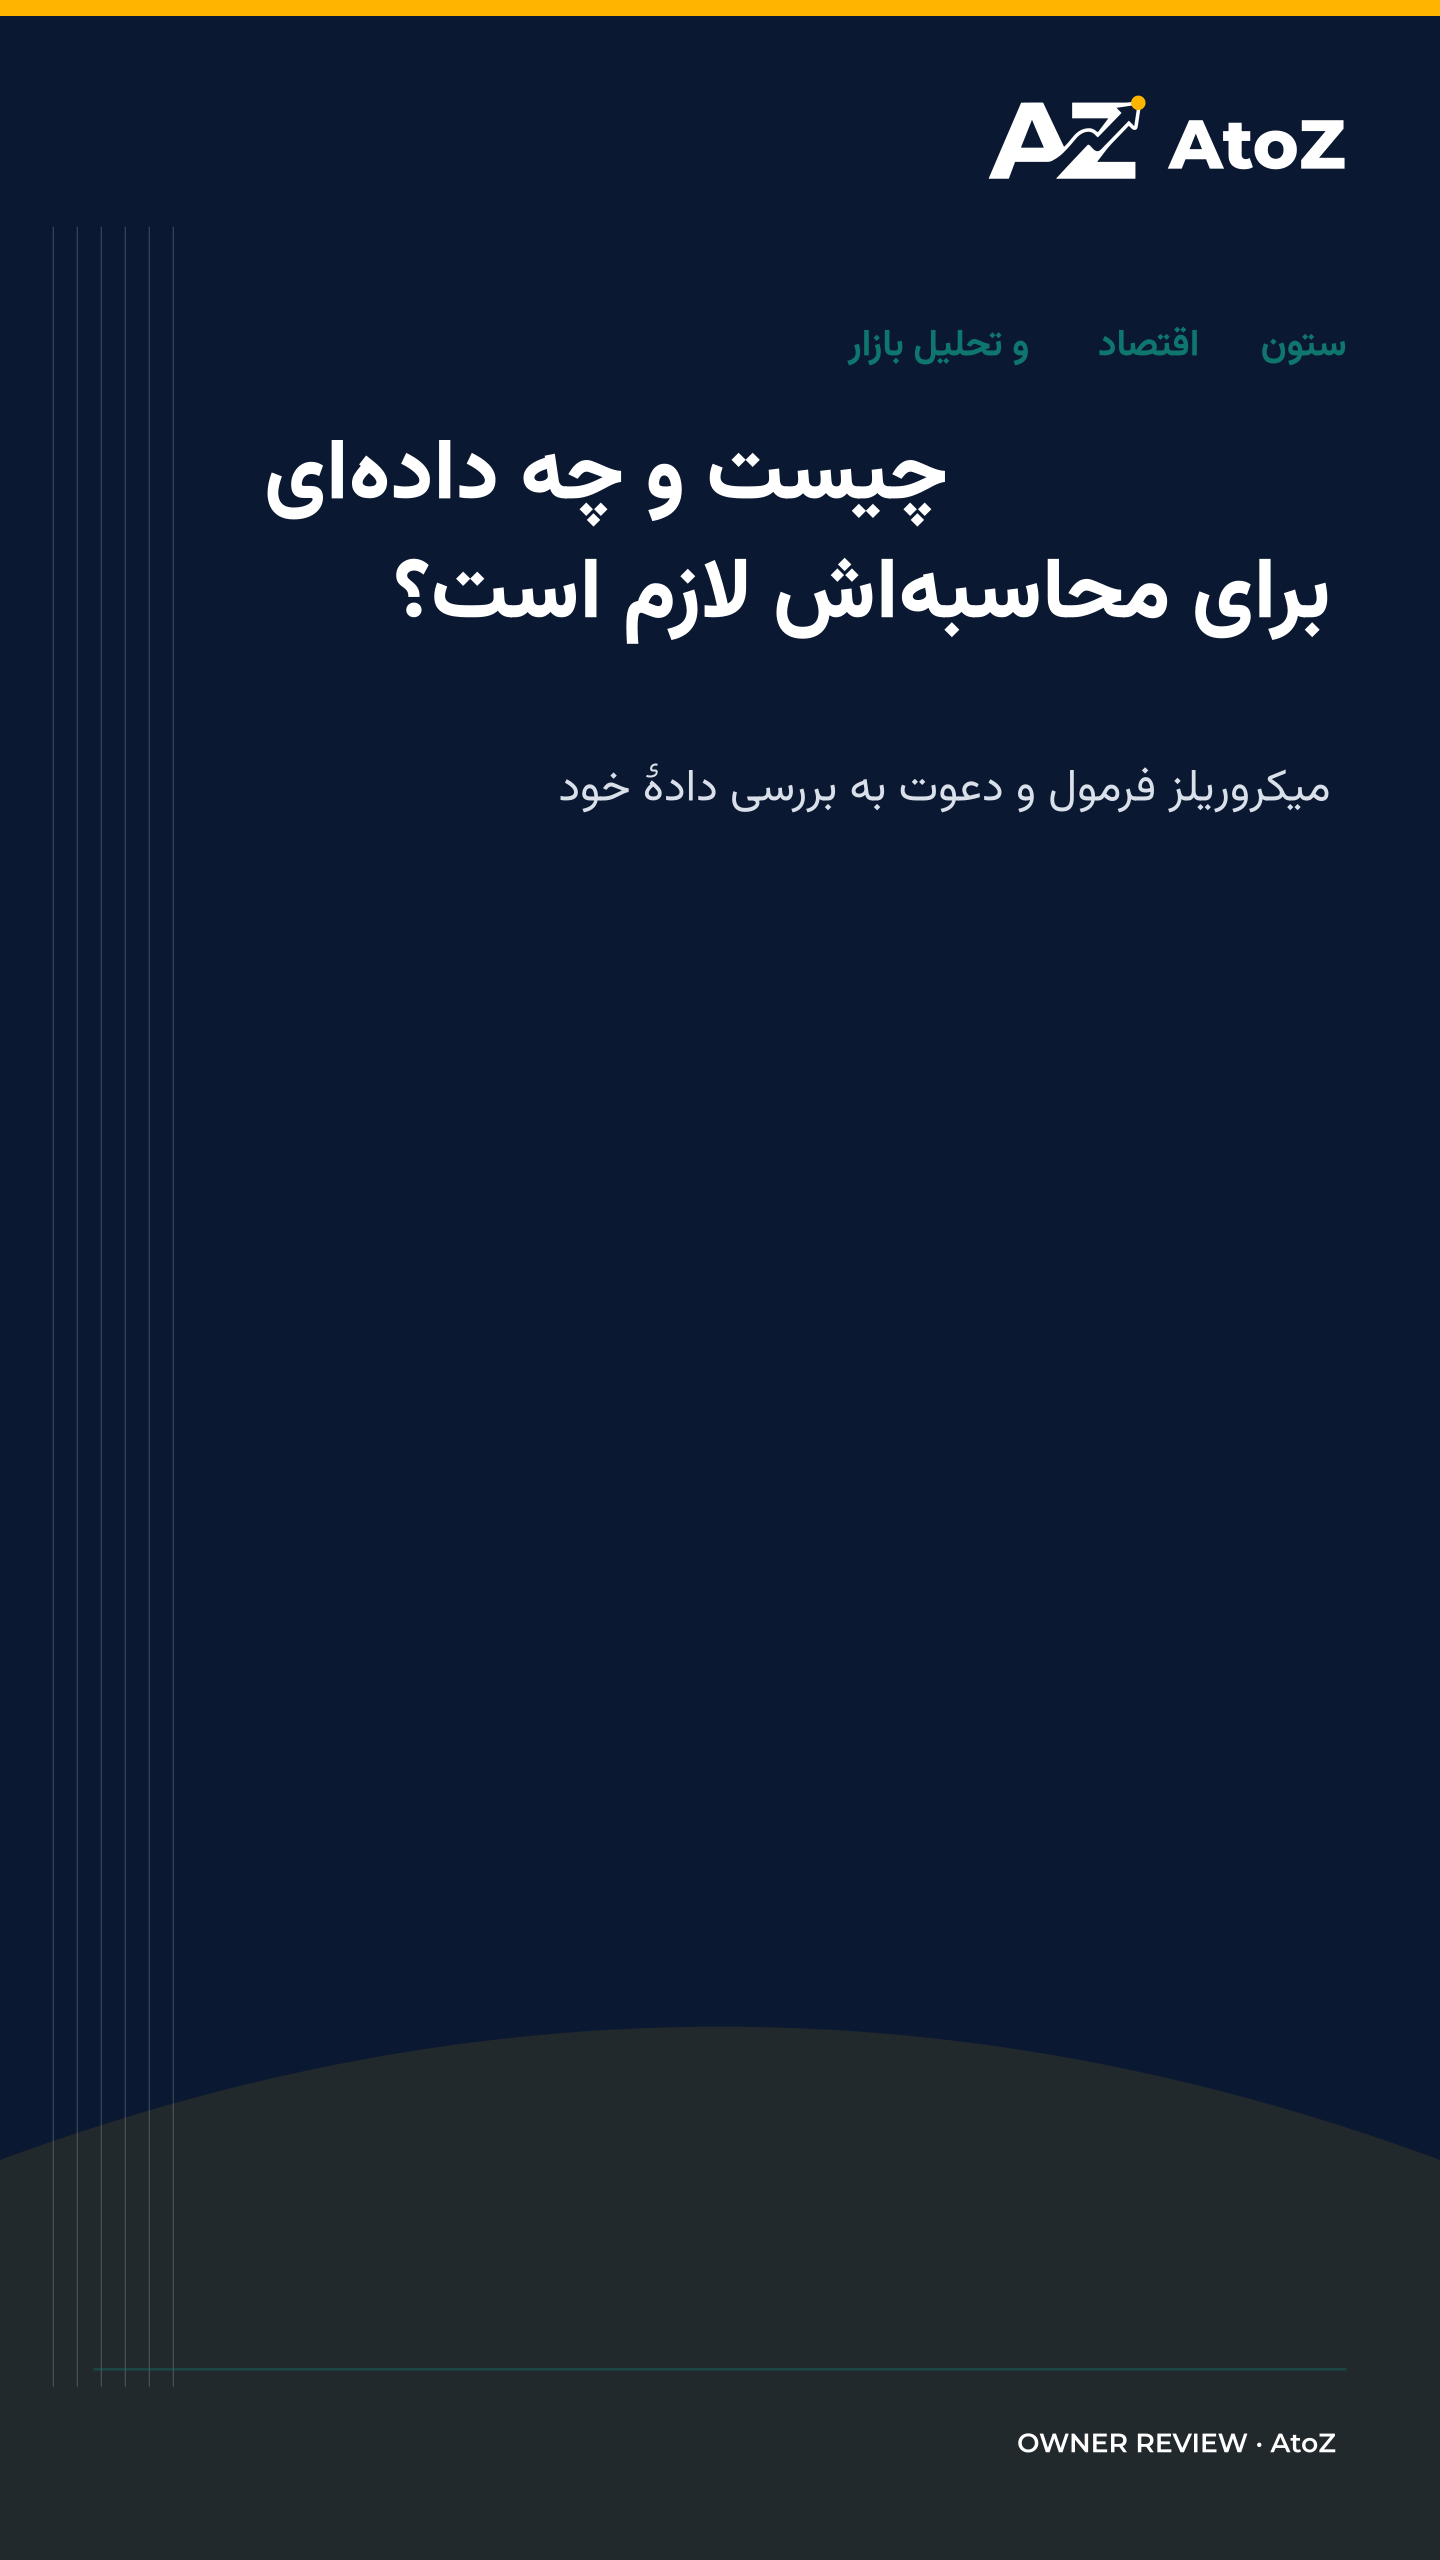 AZ AtoZ
ستون اقتصاد و تحلیل بازار
چیست و چه داده‌ای
برای محاسبه‌اش لازم است؟
میکروریلز فرمول و دعوت به بررسی دادهٔ خود
OWNER REVIEW · AtoZ